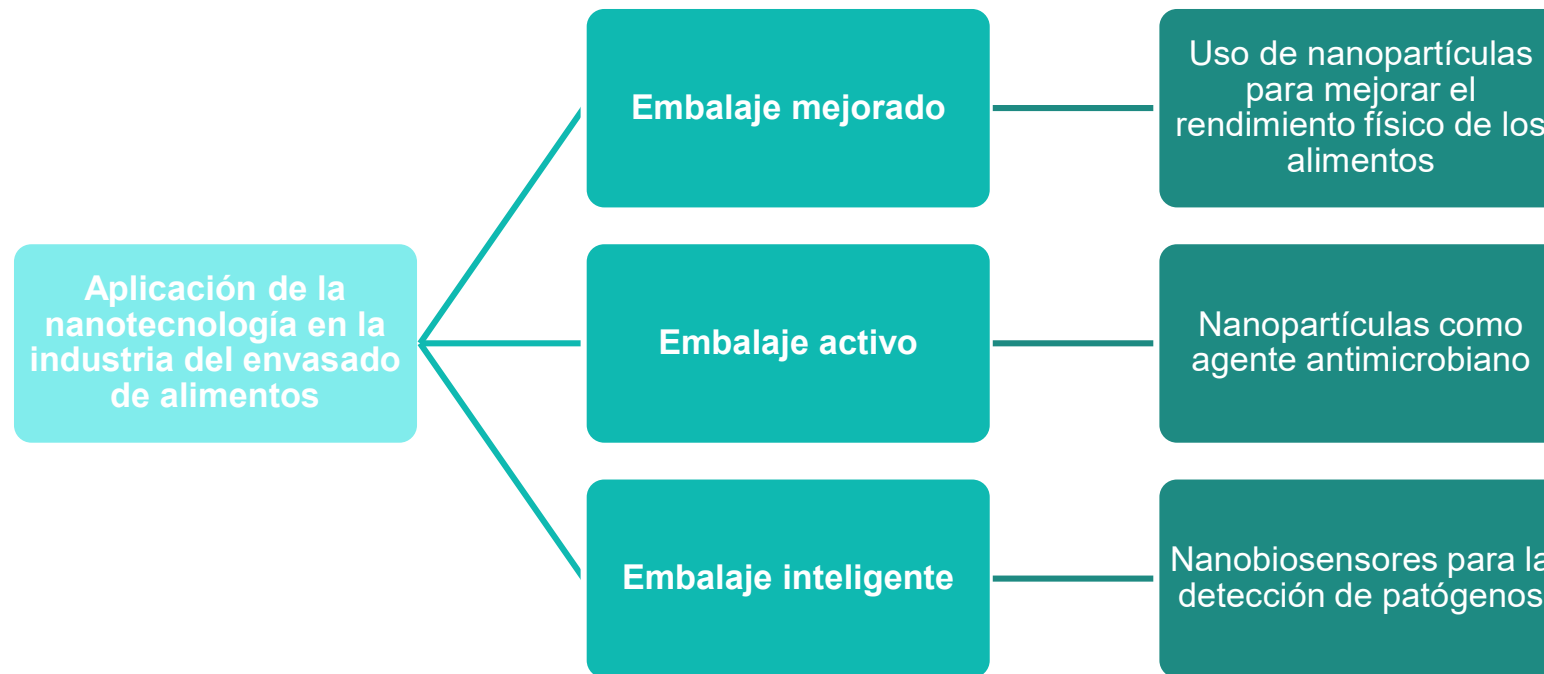 Aplicación de la
nanotecnología en la
industria del envasado
de alimentos
Embalaje mejorado
Uso de nanopartículas
para mejorar el
rendimiento físico de los
alimentos
Embalaje activo
Nanopartículas como
agente antimicrobiano
Embalaje inteligente
Nanobiosensores para la
detección de patógenos